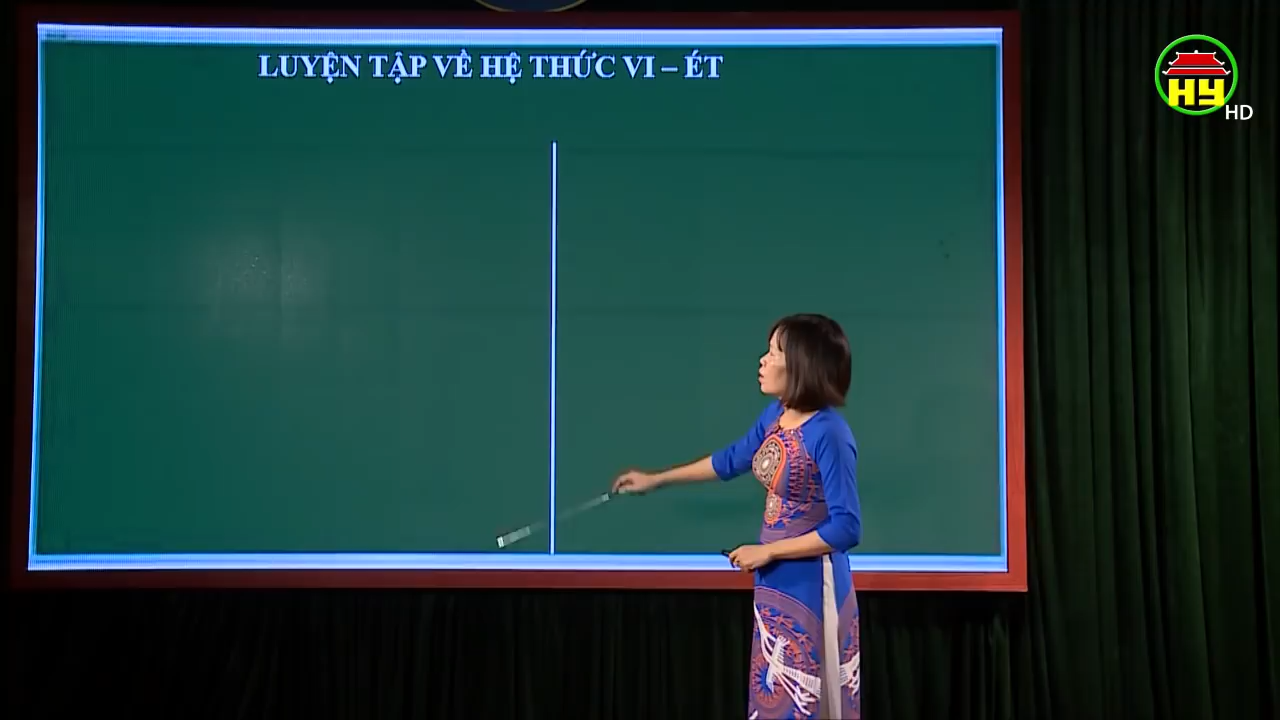 LUYỆN TẬP VỀ HỆ THỨC VI – ÉT
HY
HD